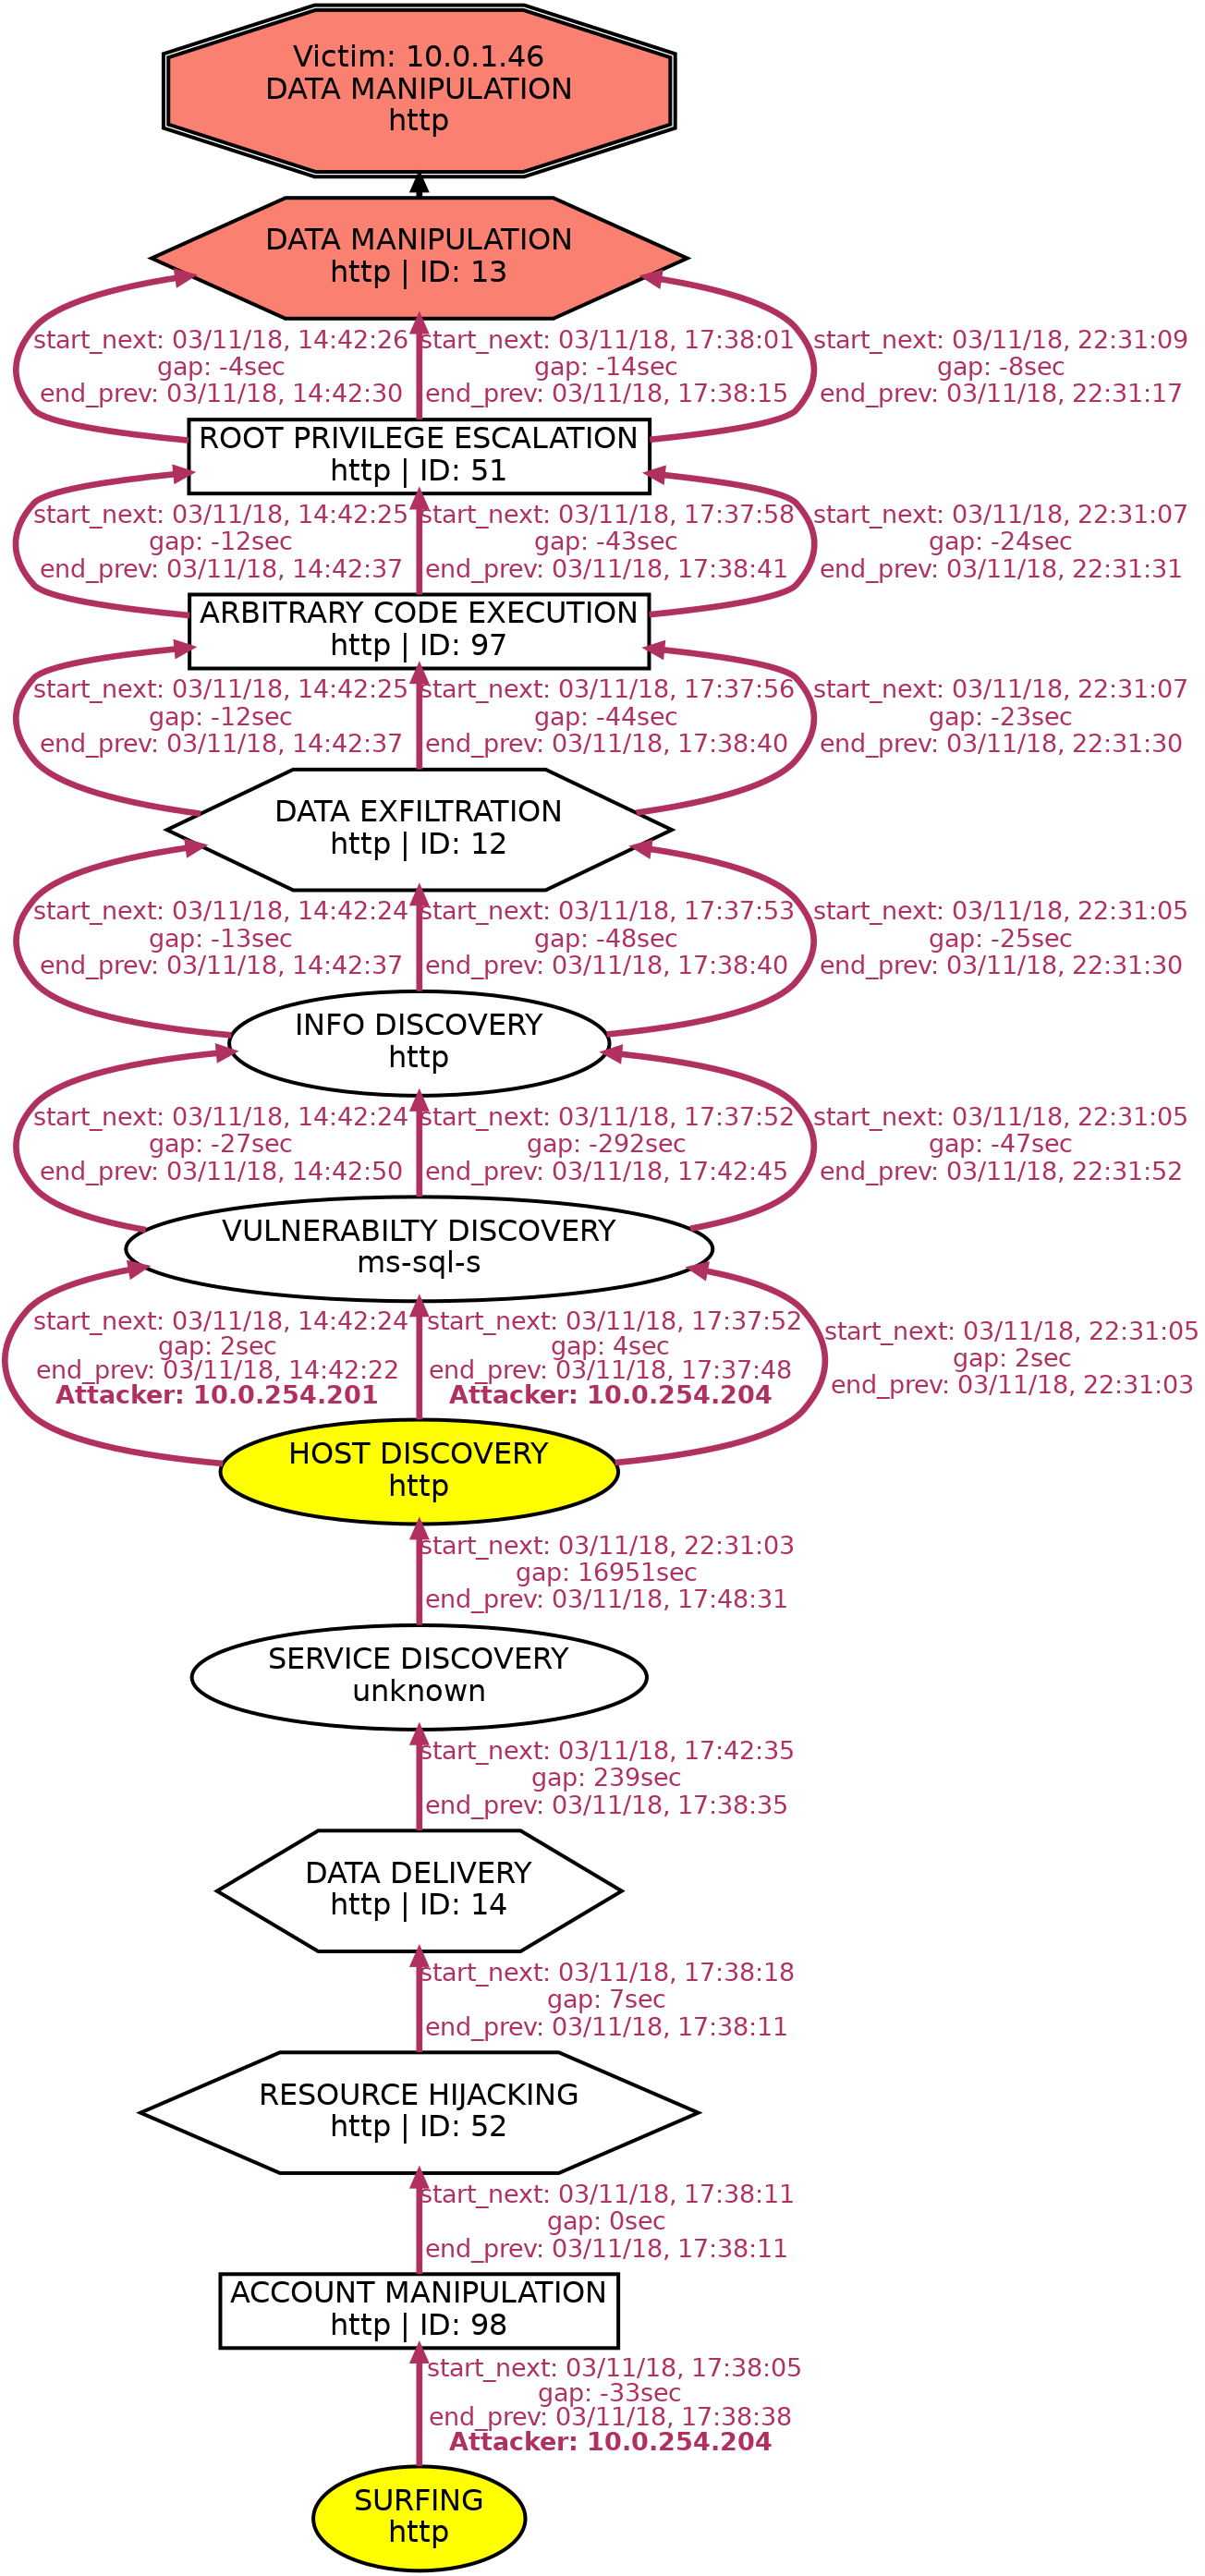 Victim: 10.0.1.46
DATA MANIPULATION
http
DATA MANIPULATION
http | ID: 13
start_next: 03/11/18, 14:42:26
gap: -4sec
end_prev: 03/11/18, 14:42:30
start_next: 03/11/18, 17:38:01
gap: -14sec
end_prev: 03/11/18, 17:38:15
start_next: 03/11/18, 22:31:09
gap: -8sec
end_prev: 03/11/18, 22:31:17
ROOT PRIVILEGE ESCALATION
http | ID: 51
start_next: 03/11/18, 14:42:25
gap: -12sec
end_prev: 03/11/18, 14:42:37
start_next: 03/11/18, 17:37:58
gap: -43sec
end_prev: 03/11/18, 17:38:41
start_next: 03/11/18, 22:31:07
gap: -24sec
end_prev: 03/11/18, 22:31:31
ARBITRARY CODE EXECUTION
http | ID: 97
start_next: 03/11/18, 14:42:25
gap: -12sec
end_prev: 03/11/18, 14:42:37
start_next: 03/11/18, 17:37:56
gap: -44sec
end_prev: 03/11/18, 17:38:40
start_next: 03/11/18, 22:31:07
gap: -23sec
end_prev: 03/11/18, 22:31:30
DATA EXFILTRATION
http | ID: 12
start_next: 03/11/18, 14:42:24
gap: -13sec
end_prev: 03/11/18, 14:42:37
start_next: 03/11/18, 17:37:53
gap: -48sec
end_prev: 03/11/18, 17:38:40
start_next: 03/11/18, 22:31:05
gap: -25sec
end_prev: 03/11/18, 22:31:30
INFO DISCOVERY
http
start_next: 03/11/18, 14:42:24
gap: -27sec
end_prev: 03/11/18, 14:42:50
start_next: 03/11/18, 17:37:52
gap: -292sec
end_prev: 03/11/18, 17:42:45
start_next: 03/11/18, 22:31:05
gap: -47sec
end_prev: 03/11/18, 22:31:52
VULNERABILTY DISCOVERY
ms-sql-s
start_next: 03/11/18, 14:42:24
gap: 2sec
end_prev: 03/11/18, 14:42:22
Attacker: 10.0.254.201
start_next: 03/11/18, 17:37:52
gap: 4sec
end_prev: 03/11/18, 17:37:48
Attacker: 10.0.254.204
start_next: 03/11/18, 22:31:05
gap: 2sec
end_prev: 03/11/18, 22:31:03
HOST DISCOVERY
http
start_next: 03/11/18, 22:31:03
gap: 16951sec
end_prev: 03/11/18, 17:48:31
SERVICE DISCOVERY
unknown
start_next: 03/11/18, 17:42:35
gap: 239sec
end_prev: 03/11/18, 17:38:35
DATA DELIVERY
http | ID: 14
start_next: 03/11/18, 17:38:18
gap: 7sec
end_prev: 03/11/18, 17:38:11
RESOURCE HIJACKING
http | ID: 52
start_next: 03/11/18, 17:38:11
gap: 0sec
end_prev: 03/11/18, 17:38:11
ACCOUNT MANIPULATION
http | ID: 98
start_next: 03/11/18, 17:38:05
gap: -33sec
end_prev: 03/11/18, 17:38:38
Attacker: 10.0.254.204
SURFING
http